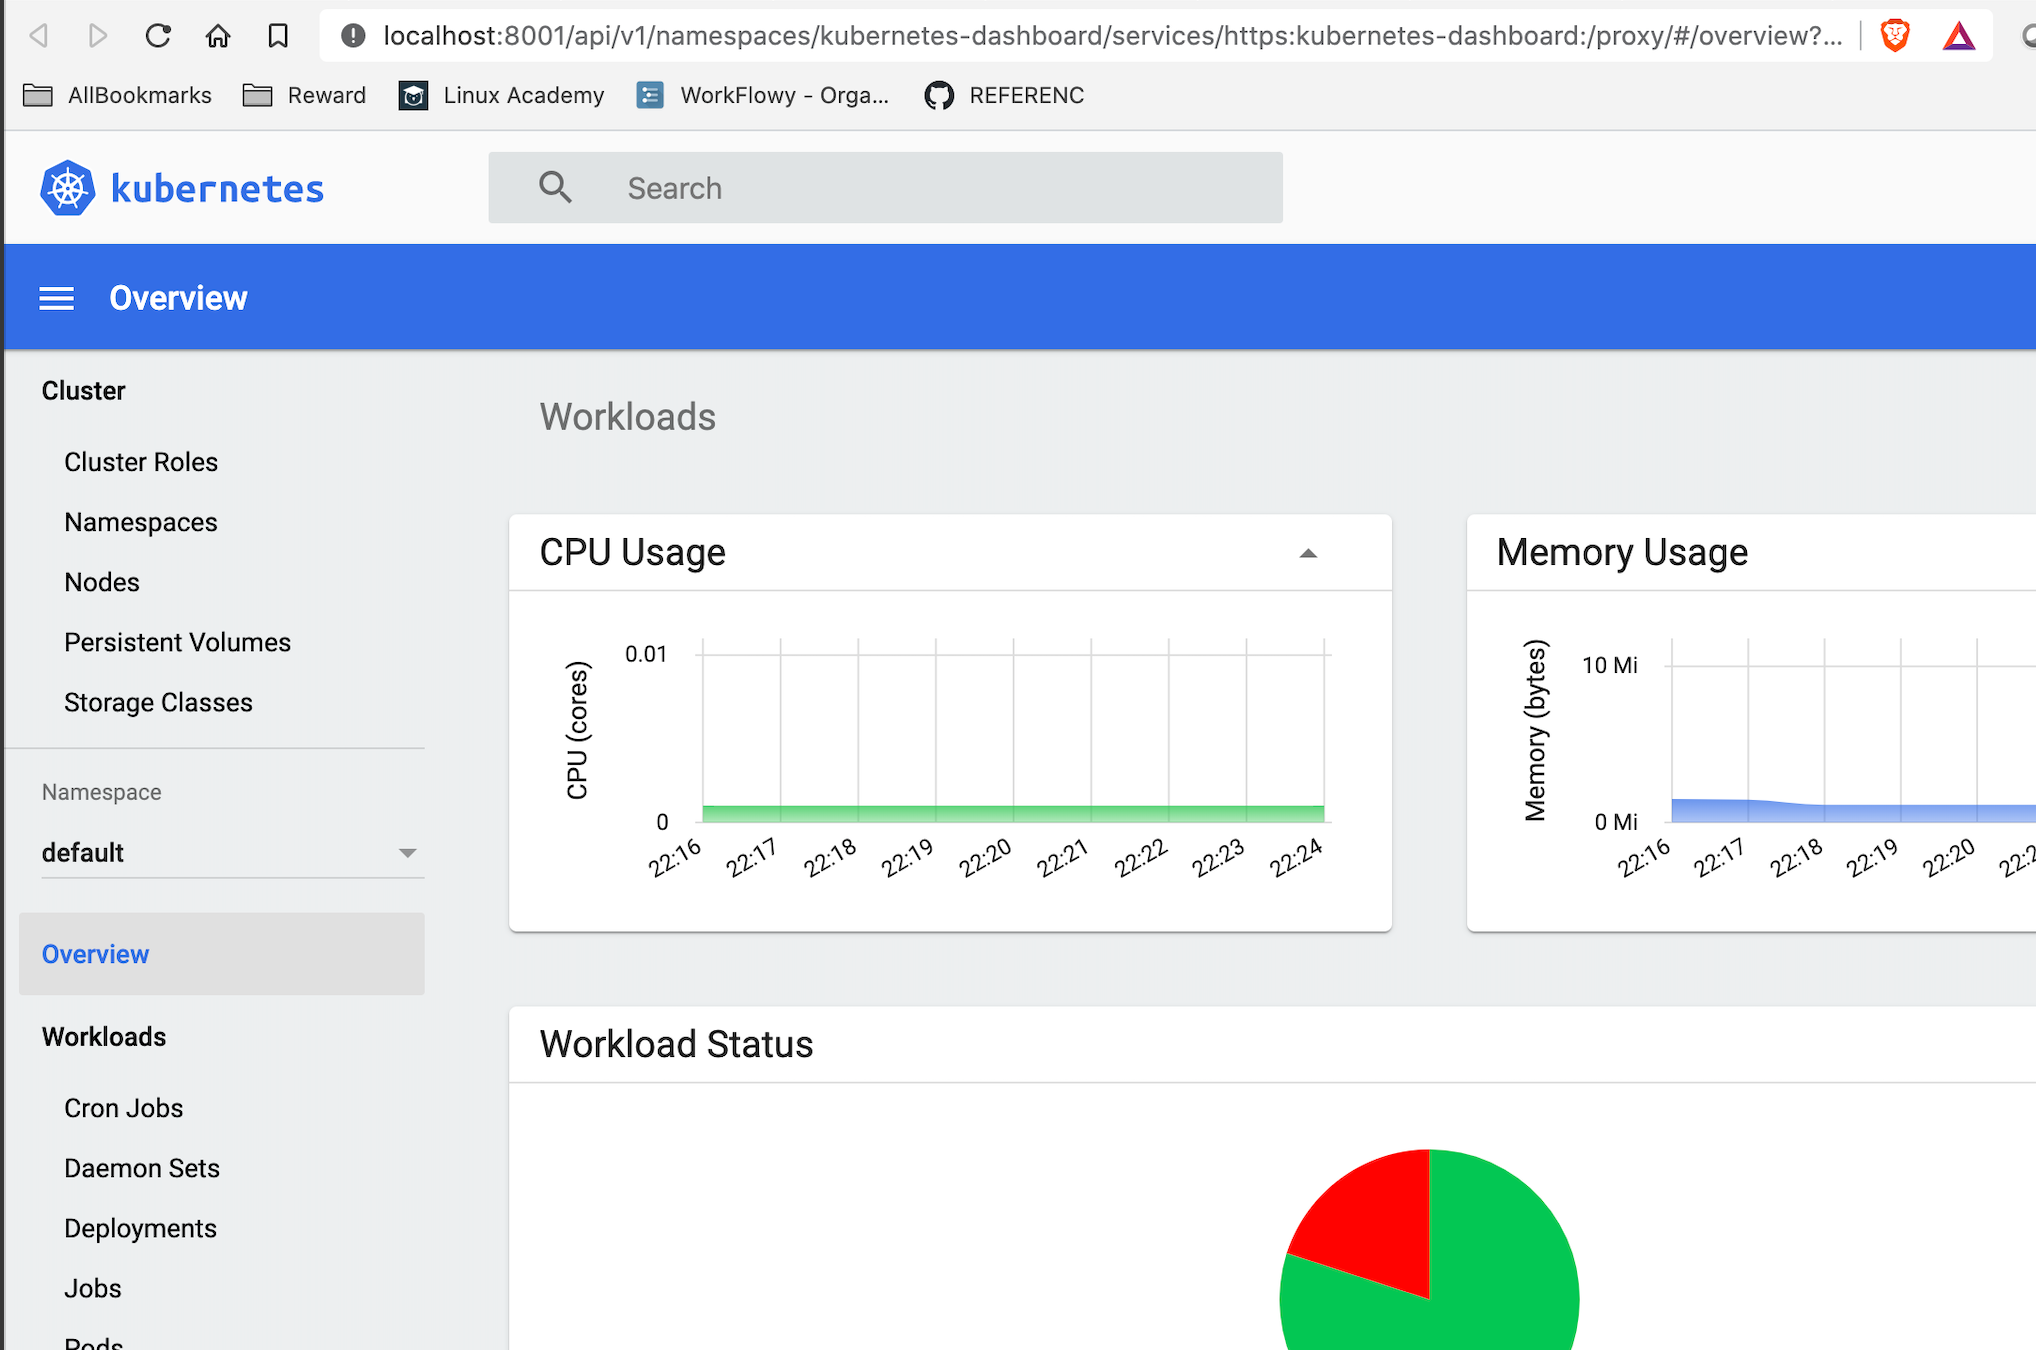 localhost:8001/api/v1/namespaces/kubernetes-dashboard/services/https:kubernetes-dashboard:/proxy/#/overview?...
AllBookmarks Reward Linux Academy WorkFlowy - Orga... REFERENC
kubernetes Search
Overview
Cluster
Cluster Roles
Namespaces
Nodes
Persistent Volumes
Storage Classes
Namespace
default
Overview
Workloads
Cron Jobs
Daemon Sets
Deployments
Jobs
Pods
Workloads
CPU Usage
CPU (cores)
0.01
0
22:16 22:17 22:18 22:19 22:20 22:21 22:22 22:23 22:24
Memory Usage
Memory (bytes)
10 Mi
0 Mi
22:16 22:17 22:18 22:19 22:20
Workload Status